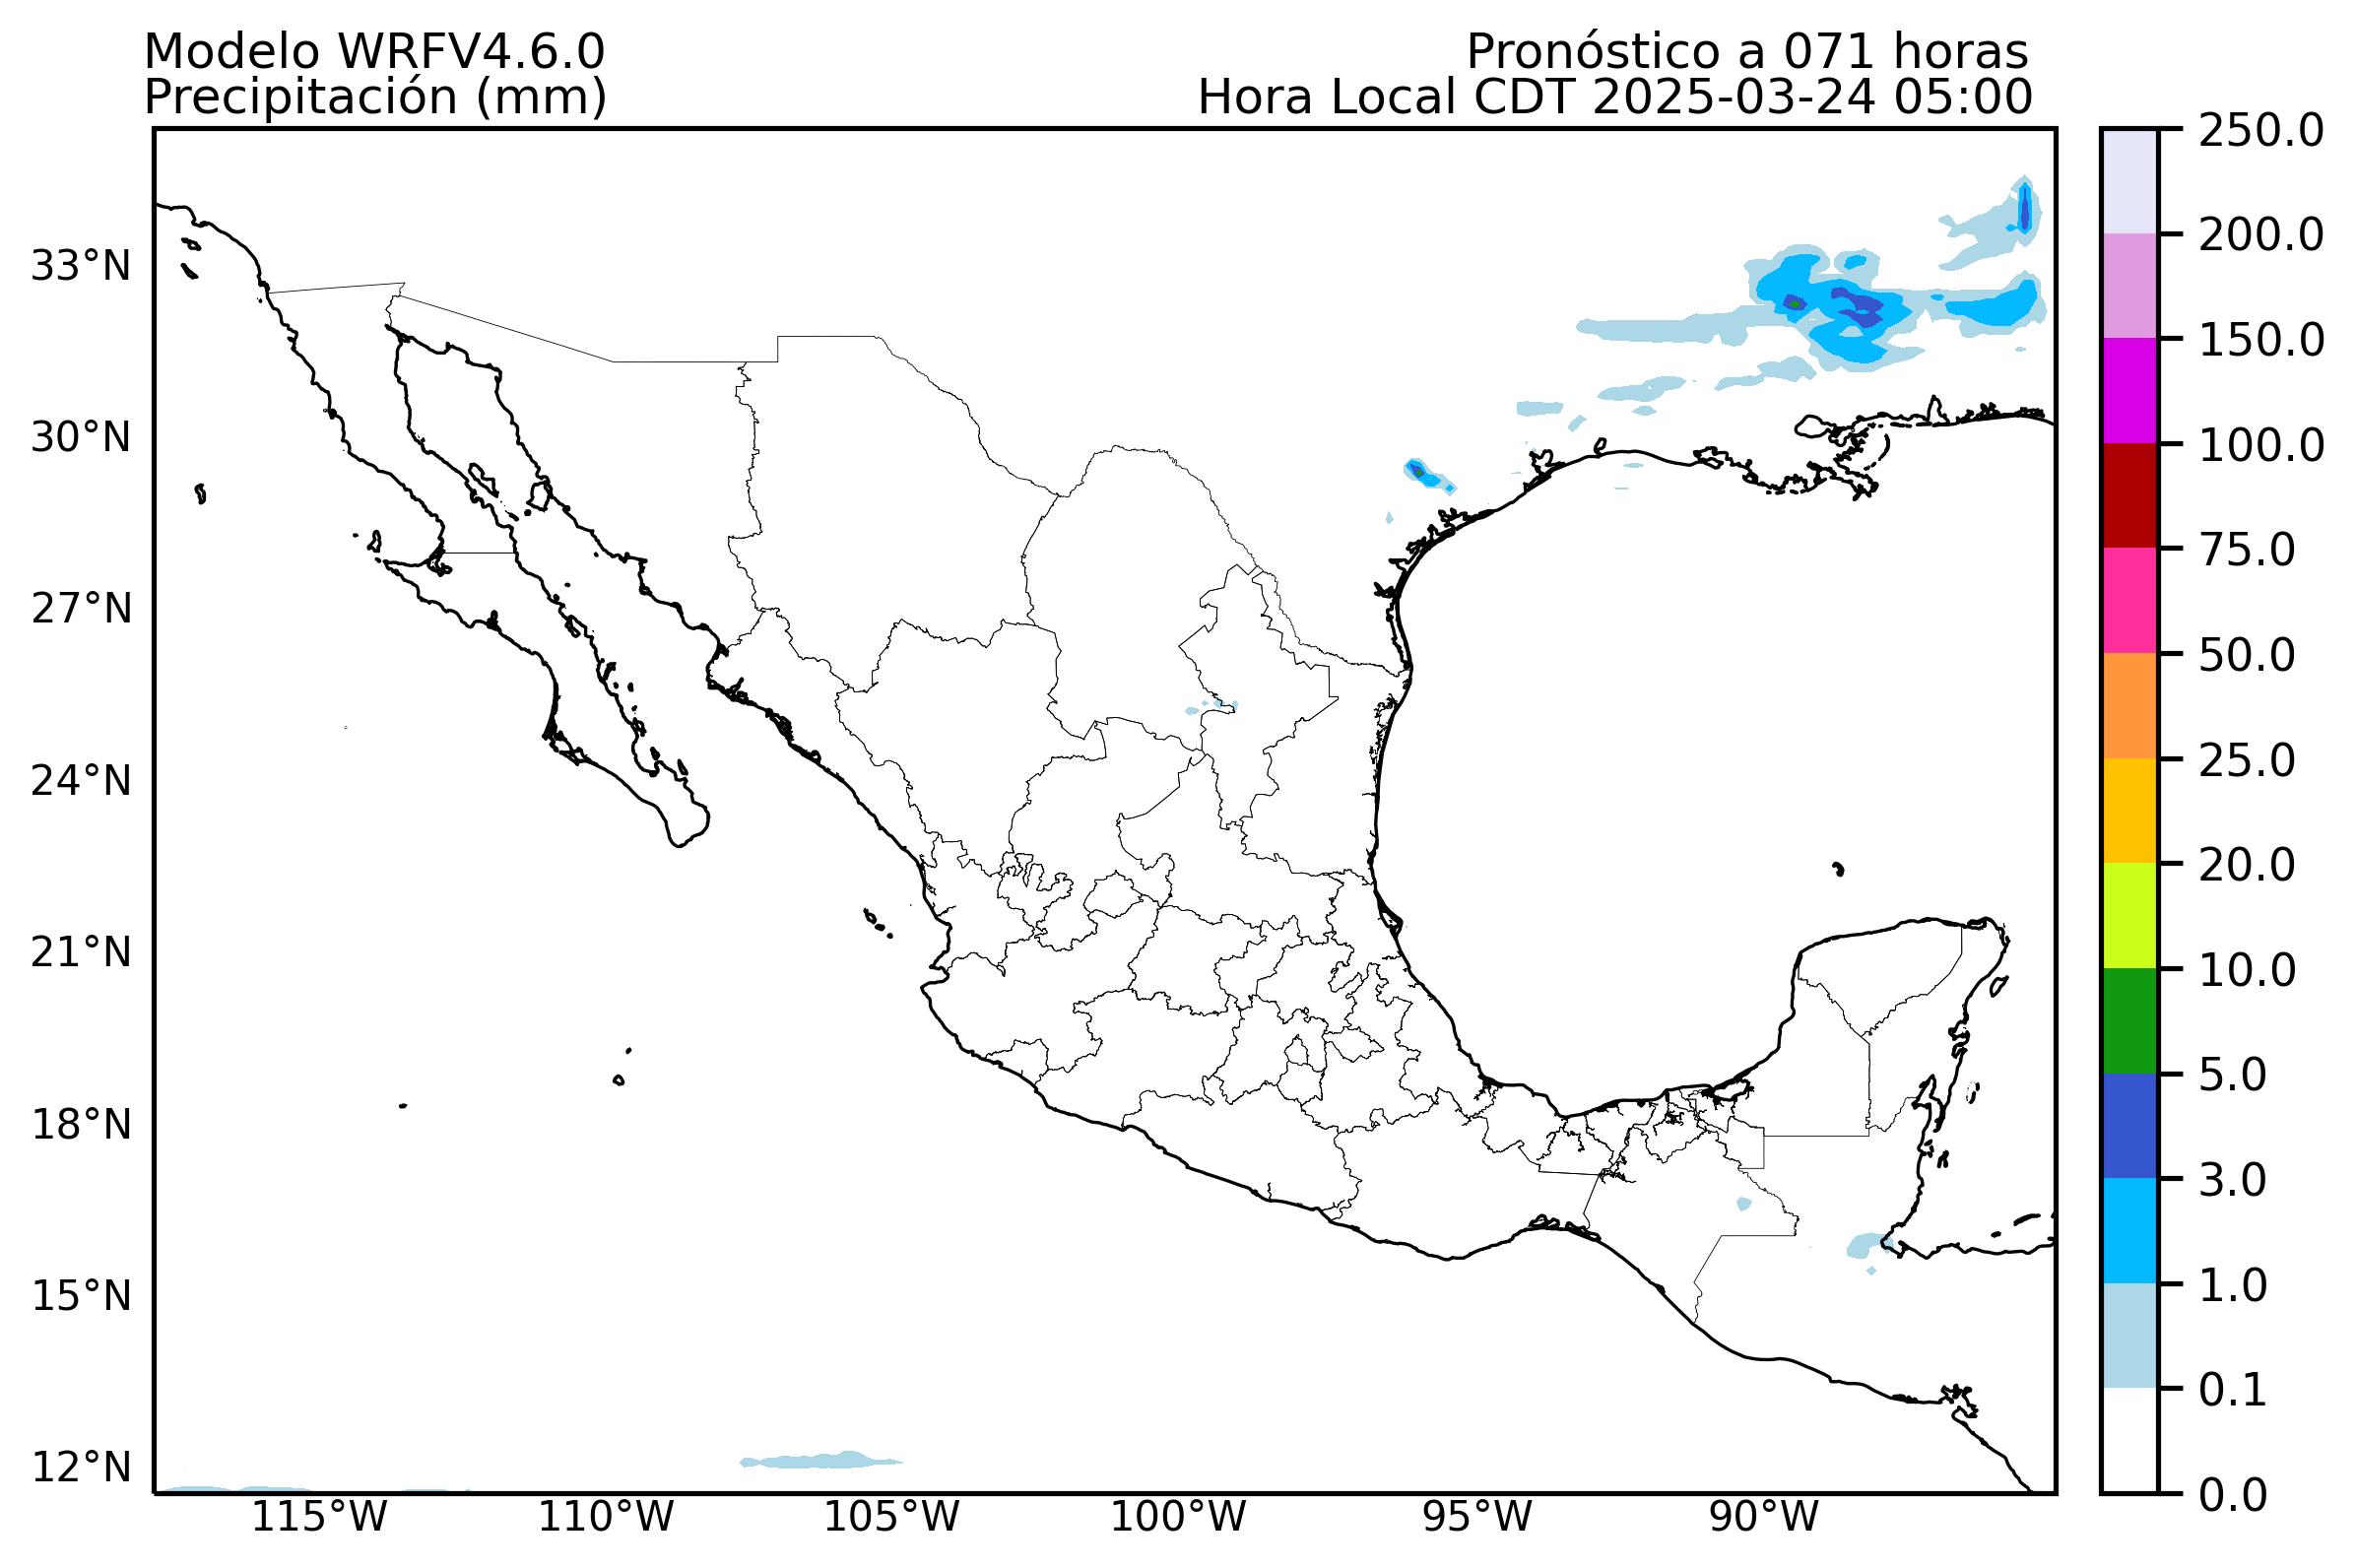 Modelo WRFV4.6.0
Precipitación (mm)
Pronóstico a 071 horas
Hora Local CDT 2025-03-24 05:00
33°N
30°N
27°N
24°N
21°N
18°N
15°N
12°N
115°W
110°W
105°W
100°W
95°W
90°W
250.0
200.0
150.0
100.0
75.0
50.0
25.0
20.0
10.0
5.0
3.0
1.0
0.1
0.0